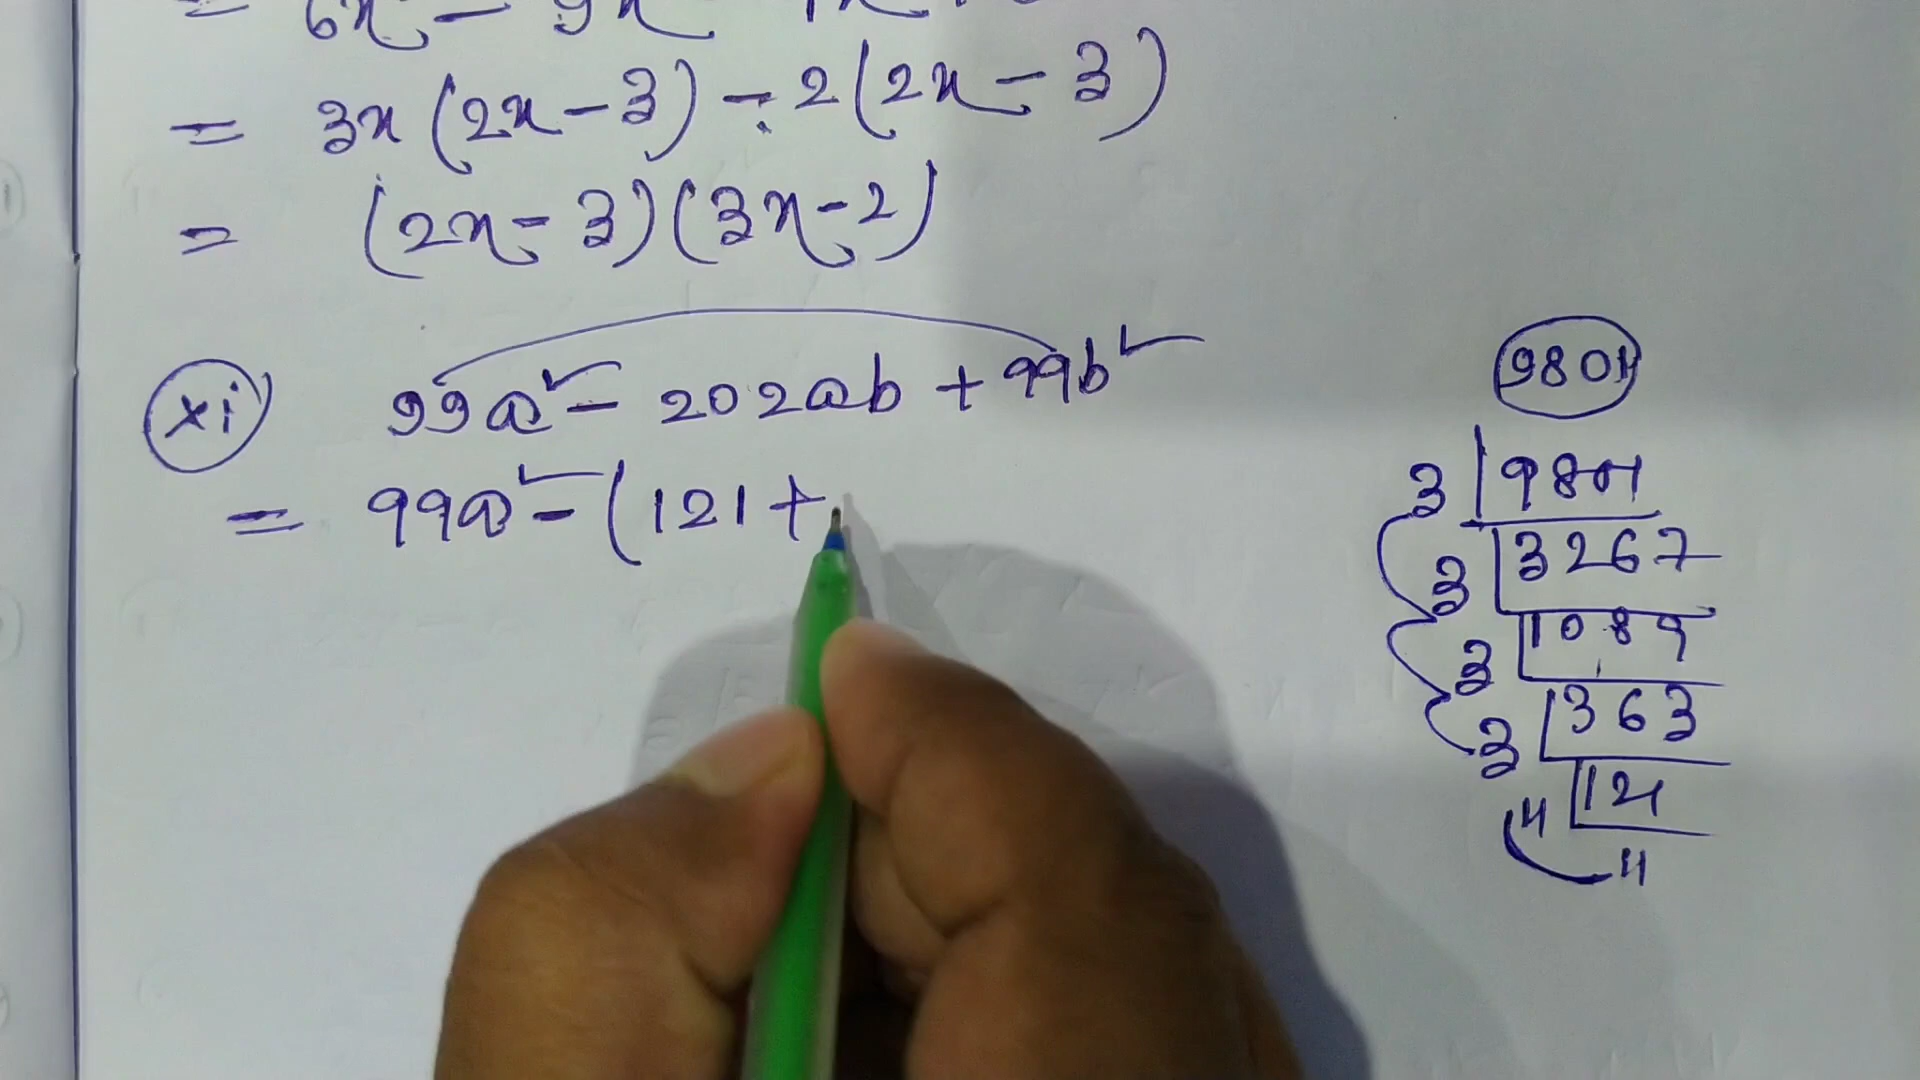 = 3x (2x - 3) - 2 (2x - 3)
= (2x - 3) (3x - 2)
xi 99a² - 202ab + 99b²
= 99a² - (121 +
9801
3 | 9801
3 | 3267
3 | 1089
3 | 363
11 | 121
11